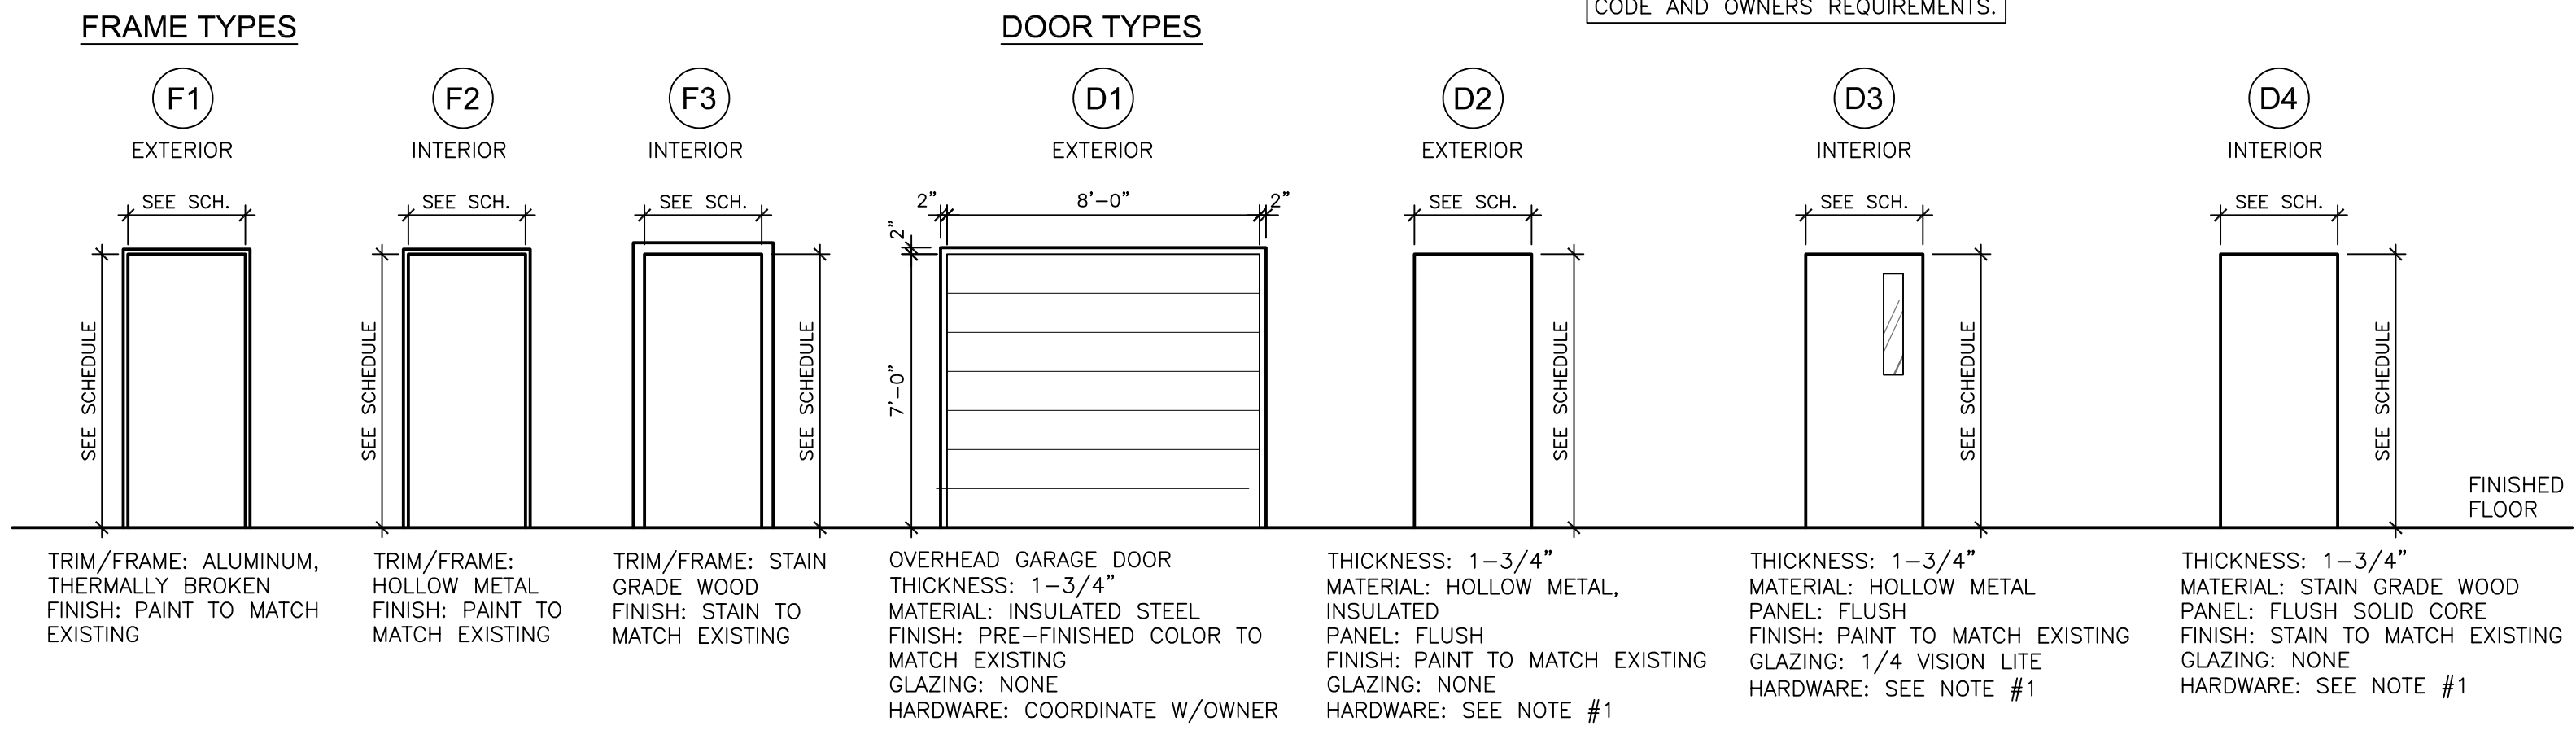 CODE AND OWNERS REQUIREMENTS.
FRAME TYPES
DOOR TYPES
F1
F2
F3
D1
D2
D3
D4
EXTERIOR
INTERIOR
INTERIOR
EXTERIOR
EXTERIOR
INTERIOR
INTERIOR
SEE SCH.
SEE SCH.
SEE SCH.
2"
8'-0"
2"
SEE SCH.
SEE SCH.
SEE SCH.
2"
SEE SCHEDULE
SEE SCHEDULE
SEE SCHEDULE
7'-0"
SEE SCHEDULE
SEE SCHEDULE
SEE SCHEDULE
FINISHED
FLOOR
TRIM/FRAME: ALUMINUM,
THERMALLY BROKEN
FINISH: PAINT TO MATCH
EXISTING
TRIM/FRAME:
HOLLOW METAL
FINISH: PAINT TO
MATCH EXISTING
TRIM/FRAME: STAIN
GRADE WOOD
FINISH: STAIN TO
MATCH EXISTING
OVERHEAD GARAGE DOOR
THICKNESS: 1-3/4"
MATERIAL: INSULATED STEEL
FINISH: PRE-FINISHED COLOR TO
MATCH EXISTING
GLAZING: NONE
HARDWARE: COORDINATE W/OWNER
THICKNESS: 1-3/4"
MATERIAL: HOLLOW METAL,
INSULATED
PANEL: FLUSH
FINISH: PAINT TO MATCH EXISTING
GLAZING: NONE
HARDWARE: SEE NOTE #1
THICKNESS: 1-3/4"
MATERIAL: HOLLOW METAL
PANEL: FLUSH
FINISH: PAINT TO MATCH EXISTING
GLAZING: 1/4 VISION LITE
HARDWARE: SEE NOTE #1
THICKNESS: 1-3/4"
MATERIAL: STAIN GRADE WOOD
PANEL: FLUSH SOLID CORE
FINISH: STAIN TO MATCH EXISTING
GLAZING: NONE
HARDWARE: SEE NOTE #1